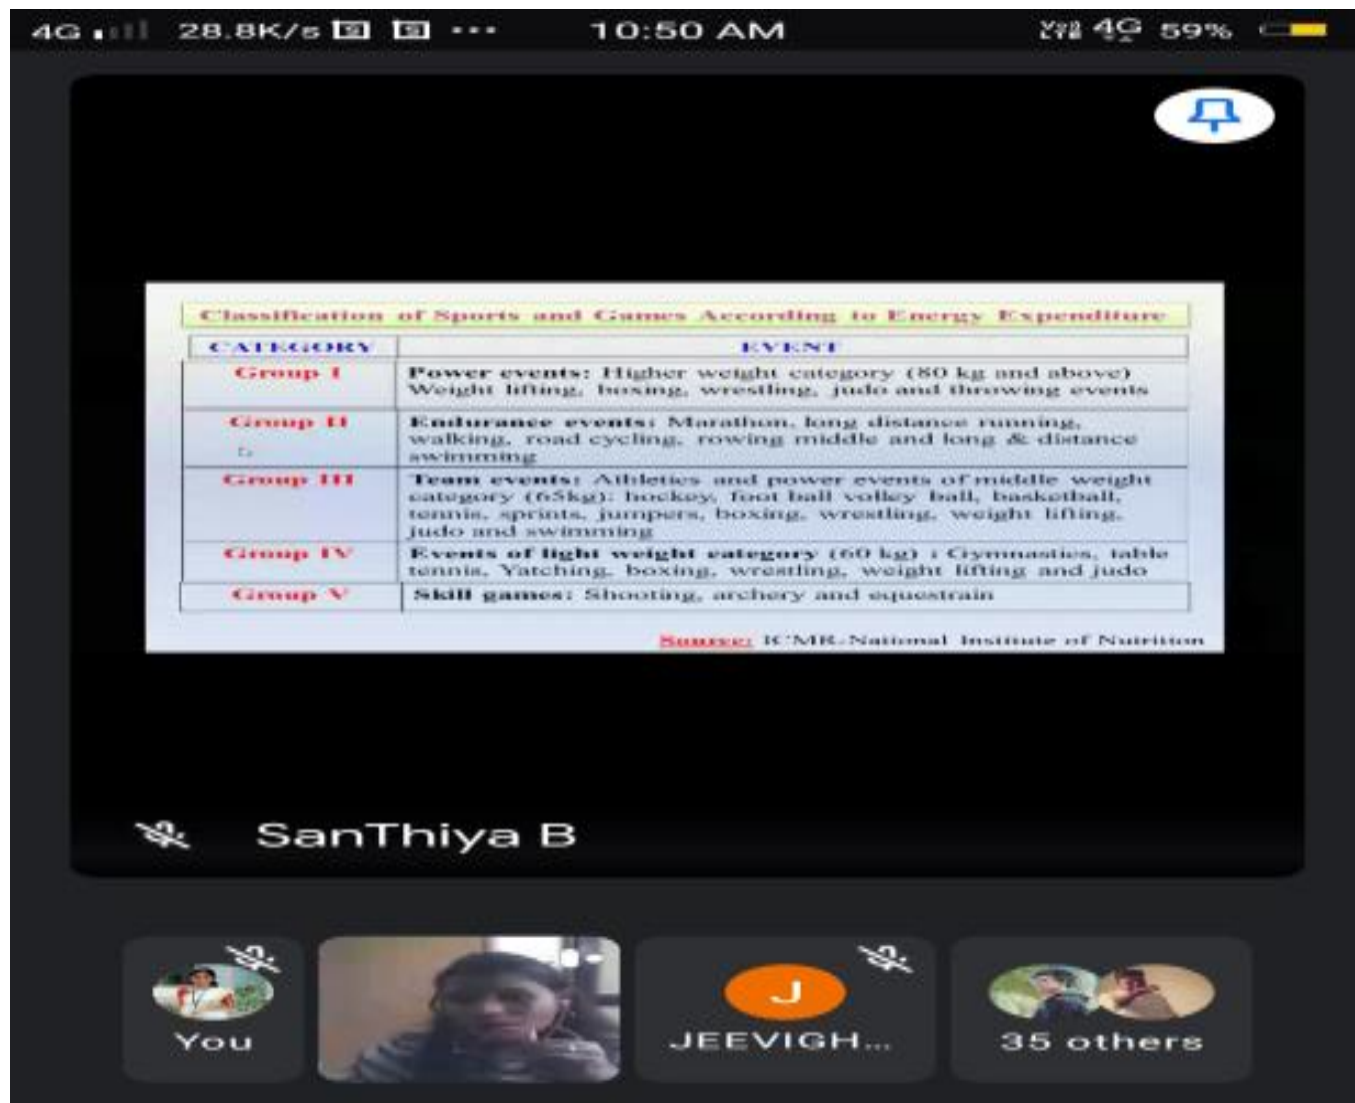 4G 28.8K/s S S ... 10:50 AM Vo9 LTE 4G 59%
Classification of Sports and Games According to Energy Expenditure
CATEGORY EVENT
Group I Power events: Higher weight category (80 kg and above)
Weight lifting, boxing, wrestling, judo and throwing events
Group II Endurance events: Marathon, long distance running,
walking, road cycling, rowing middle and long & distance
swimming
Group III Team events: Athletics and power events of middle weight
category (65kg): hockey, foot ball volley ball, basketball,
tennis, sprints, jumpers, boxing, wrestling, weight lifting,
judo and swimming
Group IV Events of light weight category (60 kg) : Gymnastics, table
tennis, Yatching, boxing, wrestling, weight lifting and judo
Group V Skill games: Shooting, archery and equestrain
Source: ICMR-National Institute of Nutrition
SanThiya B
You
J
JEEVIGH...
35 others